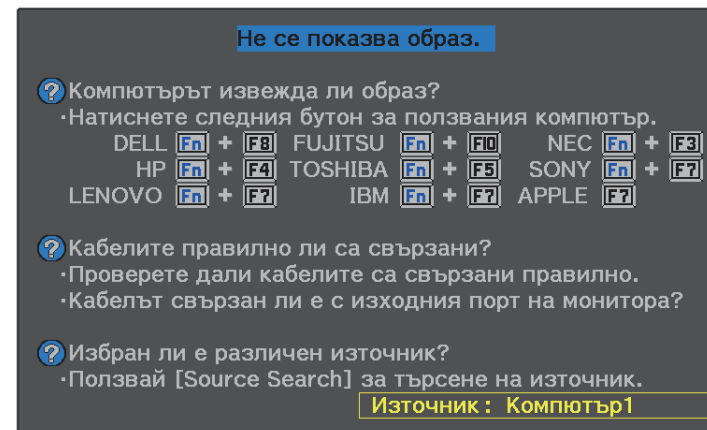 Не се показва образ.
? Компютърът извежда ли образ?
·Натиснете следния бутон за ползвания компютър.
DELL Fn + F8 FUJITSU Fn + F10 NEC Fn + F3
HP Fn + F4 TOSHIBA Fn + F5 SONY Fn + F7
LENOVO Fn + F7 IBM Fn + F7 APPLE F7
? Кабелите правилно ли са свързани?
·Проверете дали кабелите са свързани правилно.
·Кабелът свързан ли е с изходния порт на монитора?
? Избран ли е различен източник?
·Ползвай [Source Search] за търсене на източник.
Източник : Компютър1